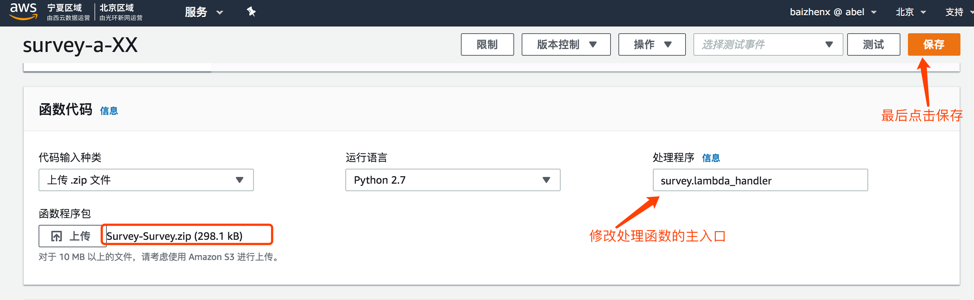 aws 宁夏区域 北京区域
由西云数据运营 由光环新网运营
服务
baizhenx @ abel 北京 支持
survey-a-XX
限制 版本控制 操作 选择测试事件 测试 保存
最后点击保存
函数代码 信息
代码输入种类 运行语言 处理程序 信息
上传 .zip 文件 Python 2.7 survey.lambda_handler
函数程序包
上传 Survey-Survey.zip (298.1 kB)
修改处理函数的主入口
对于 10 MB 以上的文件，请考虑使用 Amazon S3 进行上传。